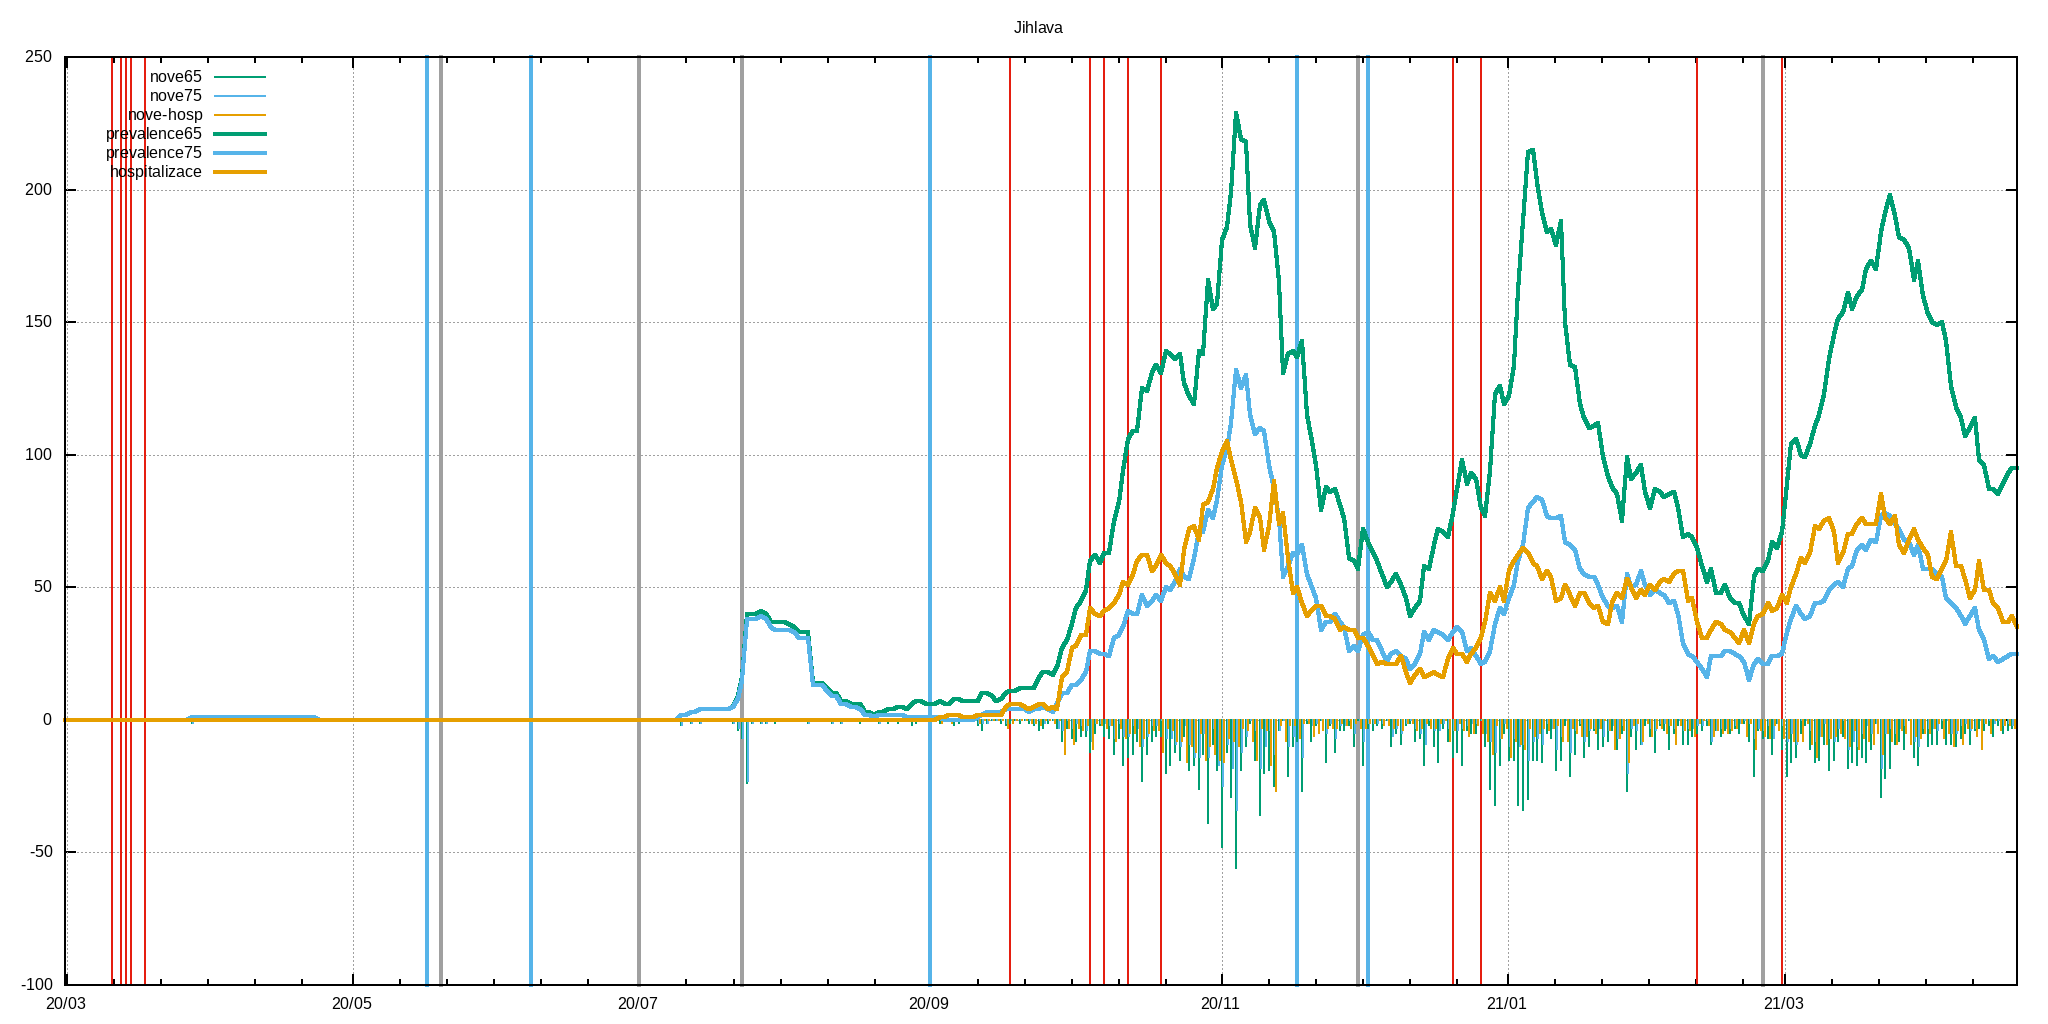 Jihlava
250
200
150
100
50
0
-50
-100
nove65
nove75
nove-hosp
prevalence65
prevalence75
hospitalizace
20/03 20/05 20/07 20/09 20/11 21/01 21/03